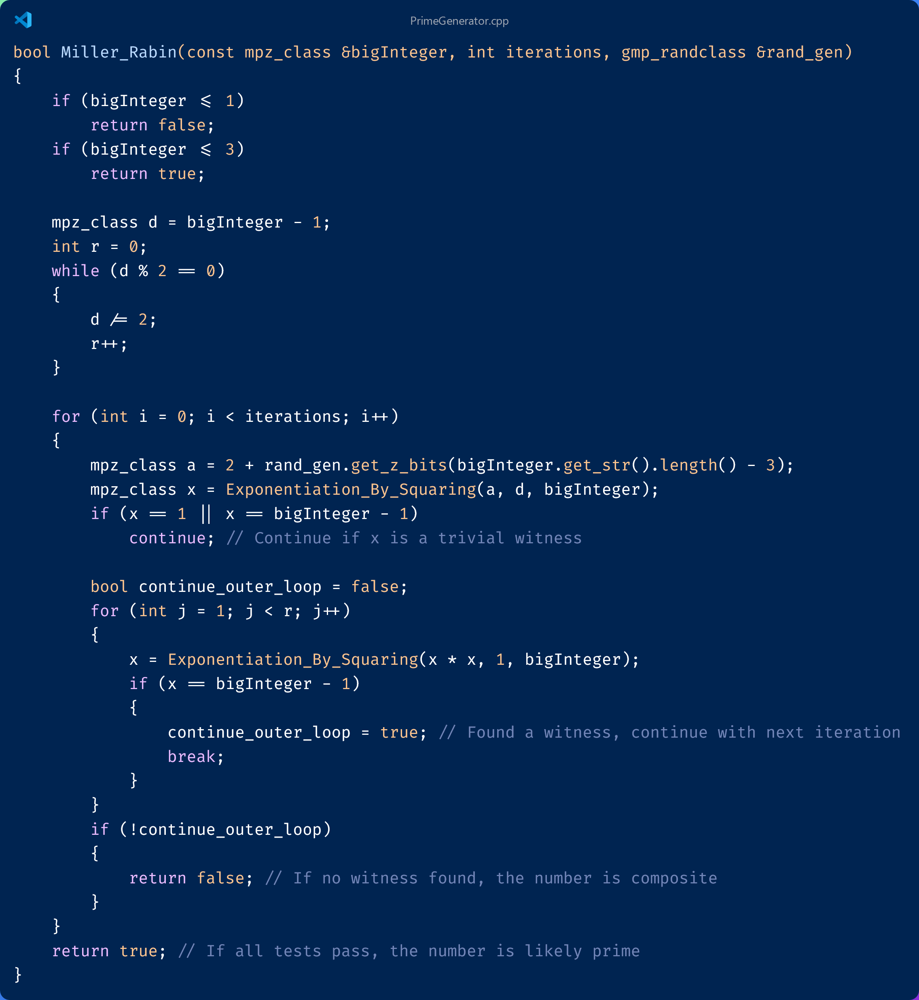 PrimeGenerator.cpp
bool Miller_Rabin(const mpz_class &bigInteger, int iterations, gmp_randclass &rand_gen)
{
    if (bigInteger <= 1)
        return false;
    if (bigInteger <= 3)
        return true;

    mpz_class d = bigInteger - 1;
    int r = 0;
    while (d % 2 == 0)
    {
        d /= 2;
        r++;
    }

    for (int i = 0; i < iterations; i++)
    {
        mpz_class a = 2 + rand_gen.get_z_bits(bigInteger.get_str().length() - 3);
        mpz_class x = Exponentiation_By_Squaring(a, d, bigInteger);
        if (x == 1 || x == bigInteger - 1)
            continue; // Continue if x is a trivial witness

        bool continue_outer_loop = false;
        for (int j = 1; j < r; j++)
        {
            x = Exponentiation_By_Squaring(x * x, 1, bigInteger);
            if (x == bigInteger - 1)
            {
                continue_outer_loop = true; // Found a witness, continue with next iteration
                break;
            }
        }
        if (!continue_outer_loop)
        {
            return false; // If no witness found, the number is composite
        }
    }
    return true; // If all tests pass, the number is likely prime
}